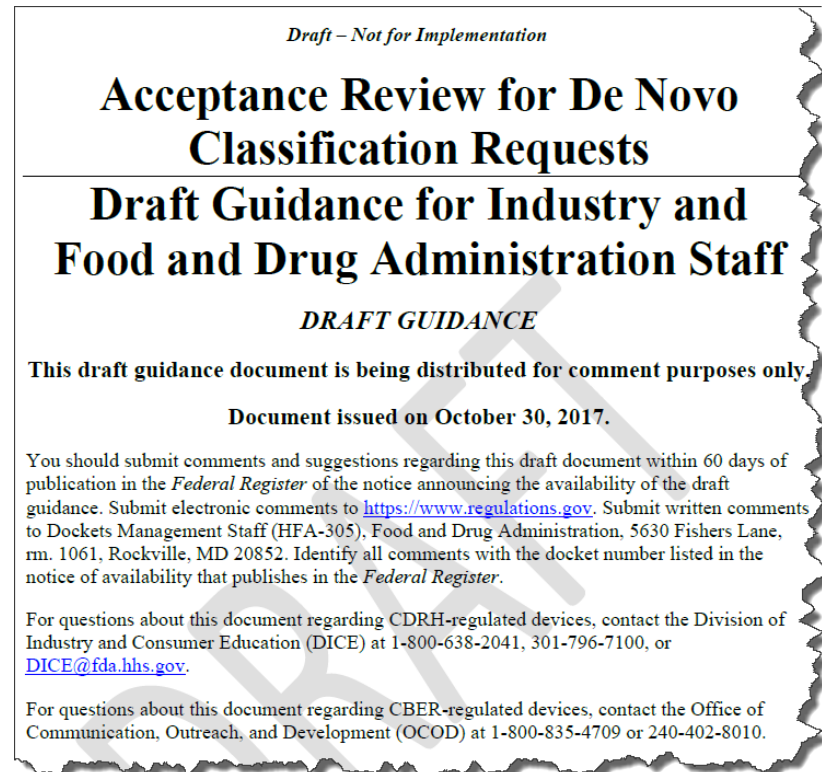 Draft – Not for Implementation
Acceptance Review for De Novo
Classification Requests
Draft Guidance for Industry and
Food and Drug Administration Staff
DRAFT GUIDANCE
This draft guidance document is being distributed for comment purposes only.
Document issued on October 30, 2017.
You should submit comments and suggestions regarding this draft document within 60 days of
publication in the Federal Register of the notice announcing the availability of the draft
guidance. Submit electronic comments to https://www.regulations.gov. Submit written comments
to Dockets Management Staff (HFA-305), Food and Drug Administration, 5630 Fishers Lane,
rm. 1061, Rockville, MD 20852. Identify all comments with the docket number listed in the
notice of availability that publishes in the Federal Register.
For questions about this document regarding CDRH-regulated devices, contact the Division of
Industry and Consumer Education (DICE) at 1-800-638-2041, 301-796-7100, or
DICE@fda.hhs.gov.
For questions about this document regarding CBER-regulated devices, contact the Office of
Communication, Outreach, and Development (OCOD) at 1-800-835-4709 or 240-402-8010.
DRAFT